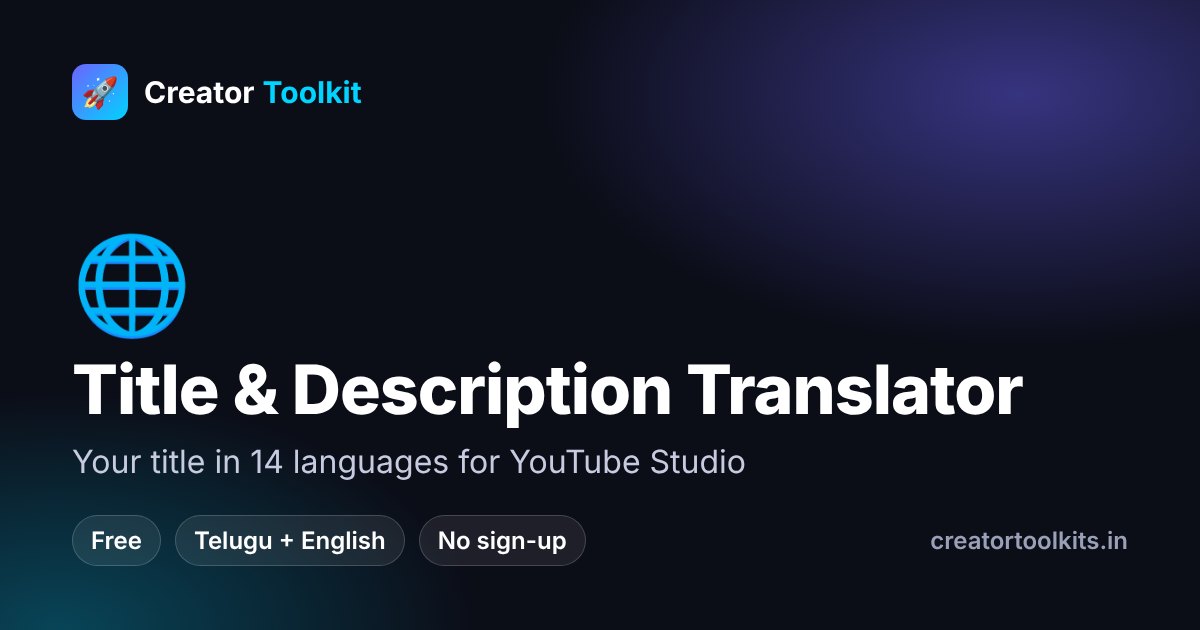 Creator Toolkit
Title & Description Translator
Your title in 14 languages for YouTube Studio
Free
Telugu + English
No sign-up
creatortoolkits.in